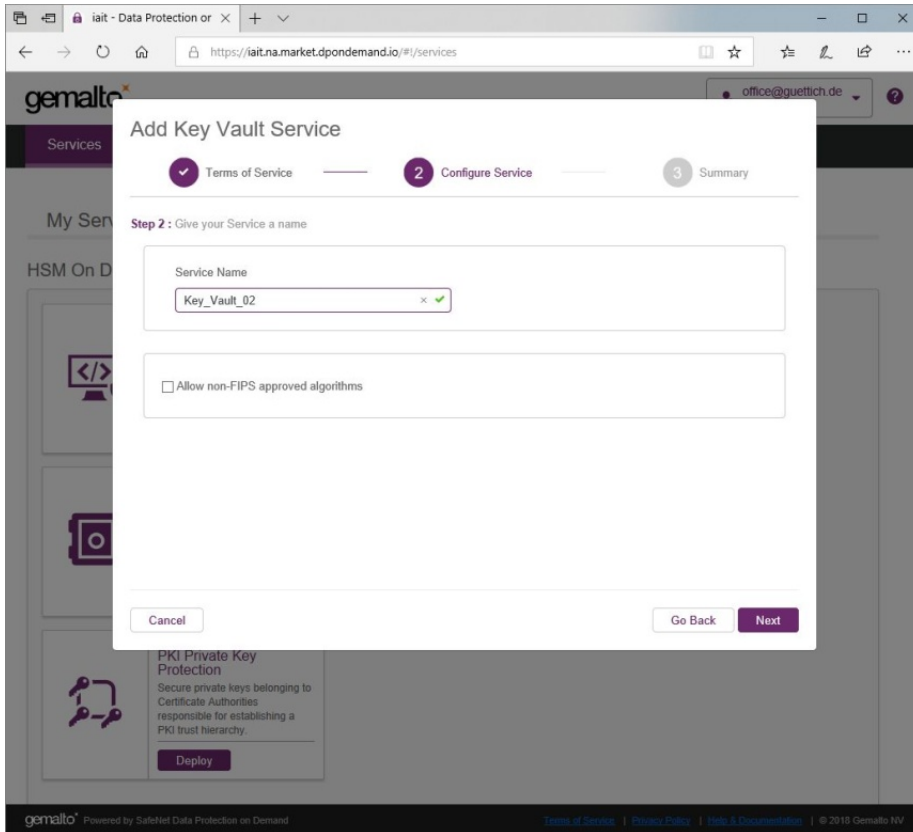 iait - Data Protection or
https://iait.na.market.dpondemand.io/#!/services
gemalto
office@guettich.de
?
Services
Add Key Vault Service
Terms of Service
2 Configure Service
3 Summary
My Serv
Step 2 : Give your Service a name
HSM On D
Service Name
Key_Vault_02
</>
Allow non-FIPS approved algorithms
Cancel
Go Back
Next
PKI Private Key
Protection
Secure private keys belonging to
Certificate Authorities
responsible for establishing a
PKI trust hierarchy.
Deploy
gemalto Powered by SafeNet Data Protection on Demand
Terms of Service | Privacy Policy | Help & Documentation | © 2018 Gemalto NV